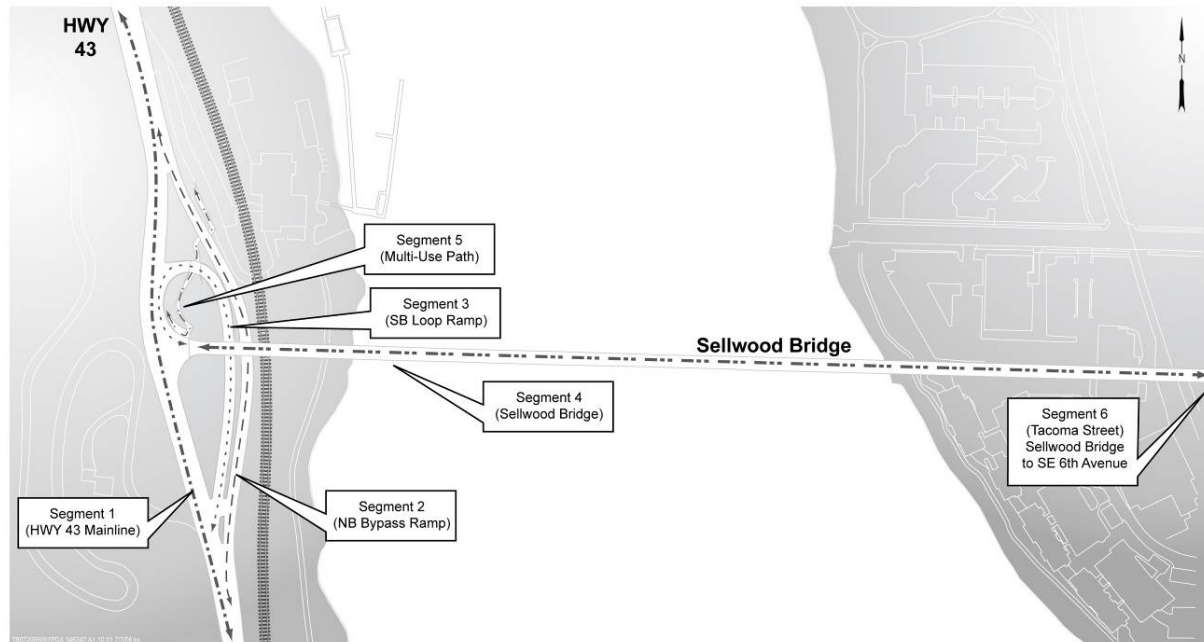 HWY
43
N
Segment 5
(Multi-Use Path)
Segment 3
(SB Loop Ramp)
Sellwood Bridge
Segment 4
(Sellwood Bridge)
Segment 6
(Tacoma Street)
Sellwood Bridge
to SE 6th Avenue
Segment 1
(HWY 43 Mainline)
Segment 2
(NB Bypass Ramp)